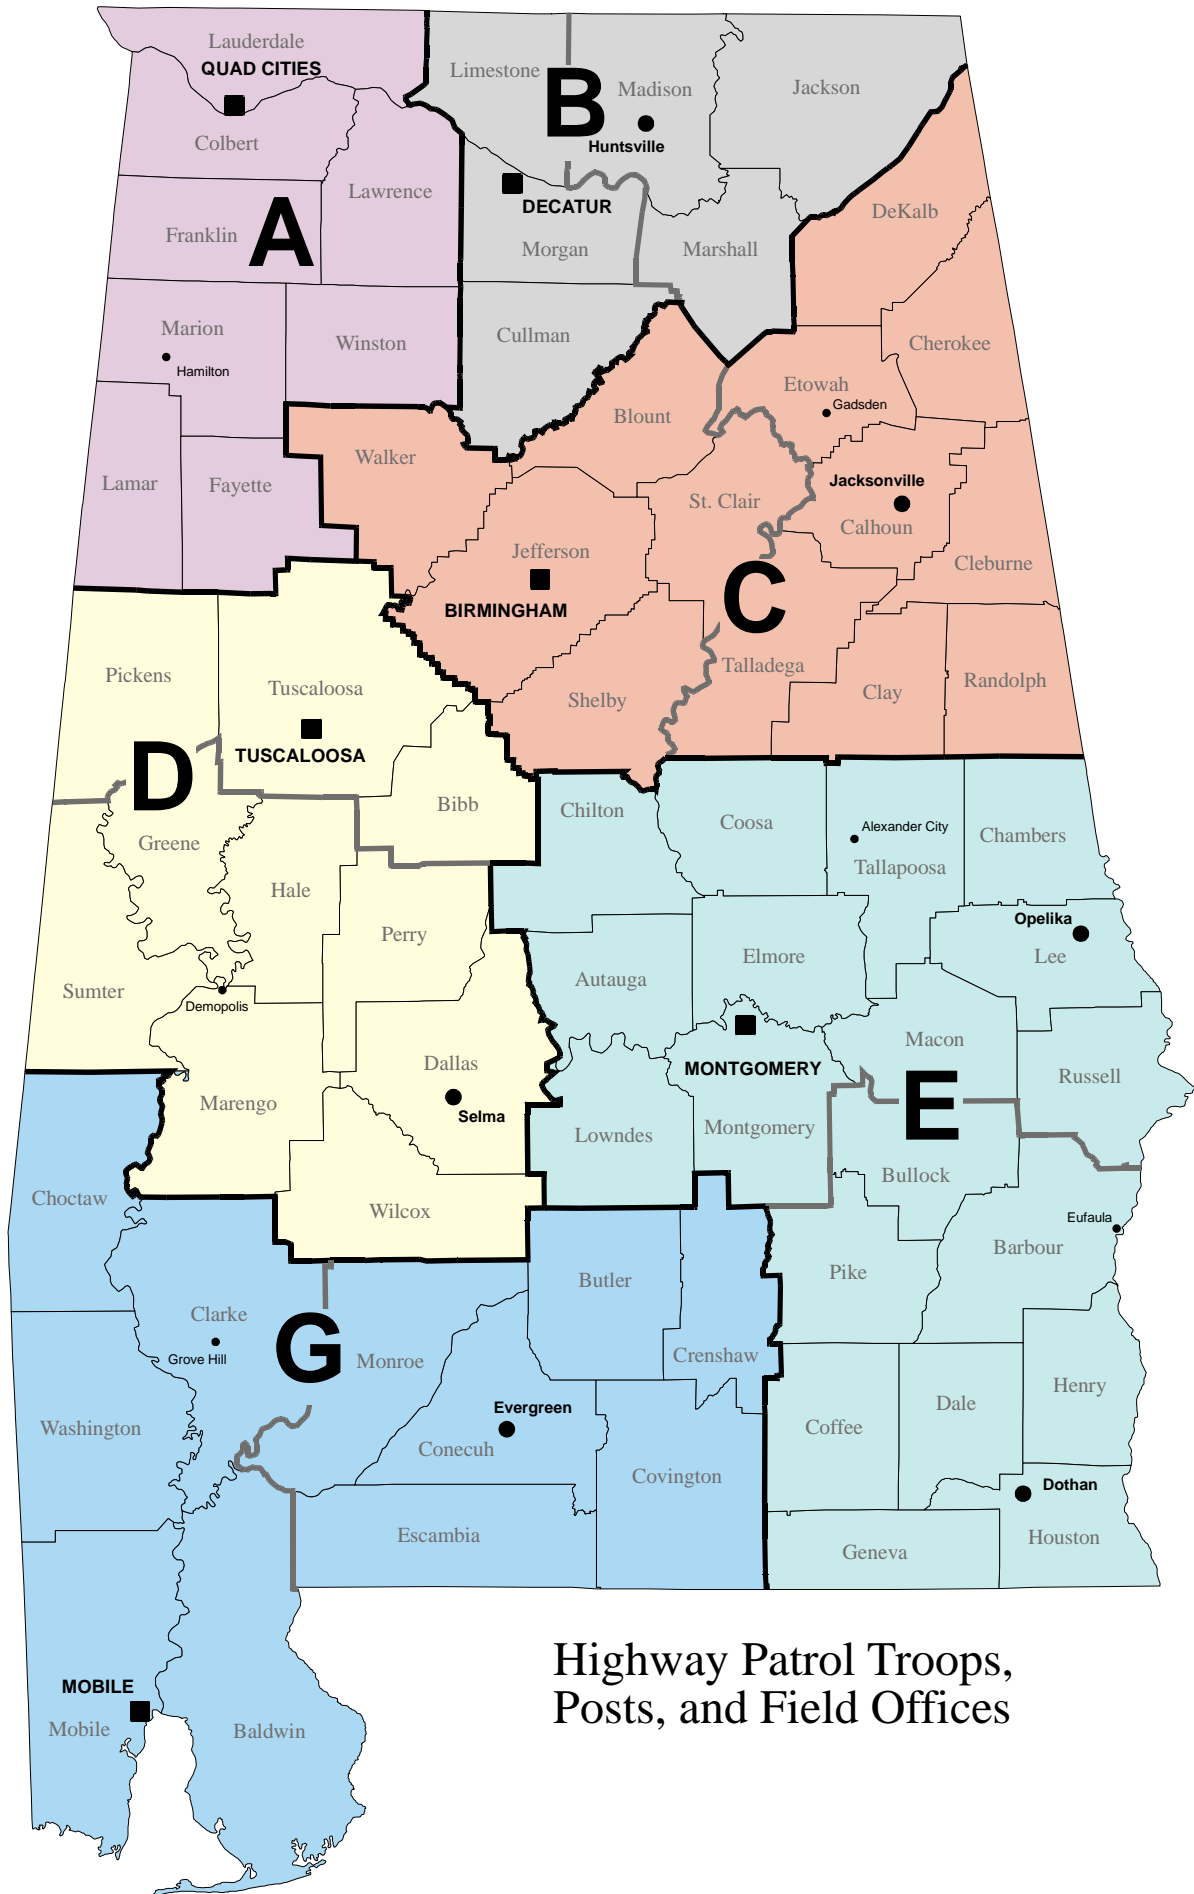 Lauderdale
QUAD CITIES
Limestone
B
Madison
Jackson
Huntsville
Colbert
Lawrence
DECATUR
DeKalb
Franklin
A
Morgan
Marshall
Marion
Winston
Cullman
Cherokee
Hamilton
Etowah
Gadsden
Blount
Walker
Lamar
Fayette
St. Clair
Jacksonville
Calhoun
Jefferson
Cleburne
C
BIRMINGHAM
Pickens
Tuscaloosa
Talladega
Clay
Randolph
Shelby
TUSCALOOSA
D
Bibb
Chilton
Coosa
Alexander City
Tallapoosa
Chambers
Greene
Hale
Perry
Opelika
Lee
Elmore
Autauga
Sumter
Demopolis
Macon
Dallas
MONTGOMERY
Russell
Marengo
Selma
E
Lowndes
Montgomery
Bullock
Choctaw
Wilcox
Eufaula
Barbour
Butler
Pike
Clarke
G
Grove Hill
Monroe
Crenshaw
Henry
Dale
Washington
Evergreen
Conecuh
Coffee
Covington
Dothan
Escambia
Houston
Geneva
Highway Patrol Troops,
Posts, and Field Offices
MOBILE
Mobile
Baldwin